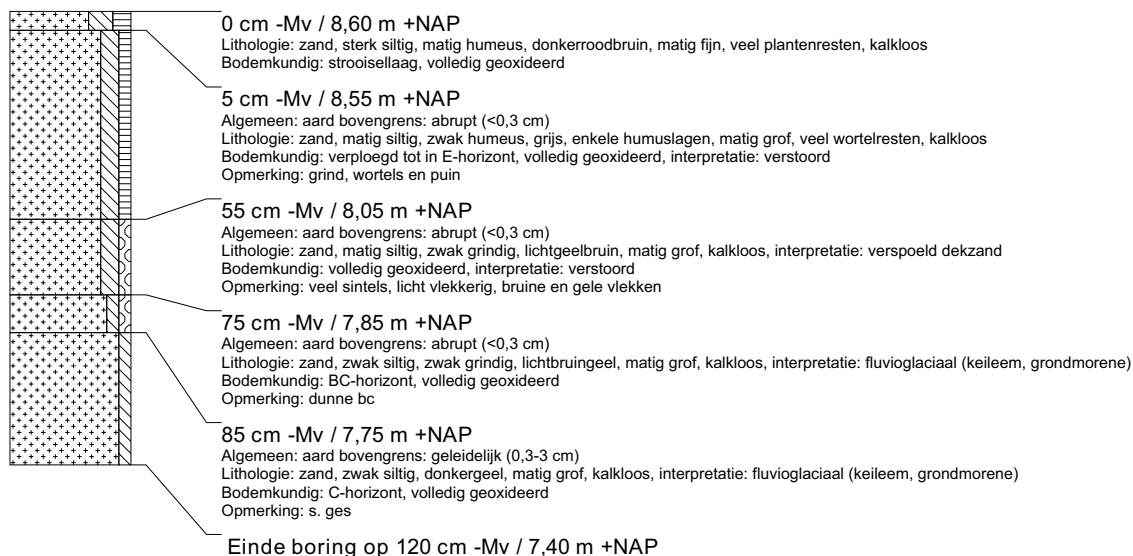 0 cm -Mv / 8,60 m +NAP
Lithologie: zand, sterk siltig, matig humeus, donkerroodbruin, matig fijn, veel plantenresten, kalkloos
Bodemkundig: strooisellaag, volledig geoxideerd
5 cm -Mv / 8,55 m +NAP
Algemeen: aard bovengrens: abrupt (<0,3 cm)
Lithologie: zand, matig siltig, zwak humeus, grijs, enkele humuslagen, matig grof, veel wortelresten, kalkloos
Bodemkundig: verploegd tot in E-horizont, volledig geoxideerd, interpretatie: verstoord
Opmerking: grind, wortels en puin
55 cm -Mv / 8,05 m +NAP
Algemeen: aard bovengrens: abrupt (<0,3 cm)
Lithologie: zand, matig siltig, zwak grindig, lichtgeelbruin, matig grof, kalkloos, interpretatie: verspoeld dekzand
Bodemkundig: volledig geoxideerd, interpretatie: verstoord
Opmerking: veel sintels, licht vlekkerig, bruine en gele vlekken
75 cm -Mv / 7,85 m +NAP
Algemeen: aard bovengrens: abrupt (<0,3 cm)
Lithologie: zand, zwak siltig, zwak grindig, lichtbruingeel, matig grof, kalkloos, interpretatie: fluvioglaciaal (keileem, grondmorene)
Bodemkundig: BC-horizont, volledig geoxideerd
Opmerking: dunne bc
85 cm -Mv / 7,75 m +NAP
Algemeen: aard bovengrens: geleidelijk (0,3-3 cm)
Lithologie: zand, zwak siltig, donkergeel, matig grof, kalkloos, interpretatie: fluvioglaciaal (keileem, grondmorene)
Bodemkundig: C-horizont, volledig geoxideerd
Opmerking: s. ges
Einde boring op 120 cm -Mv / 7,40 m +NAP